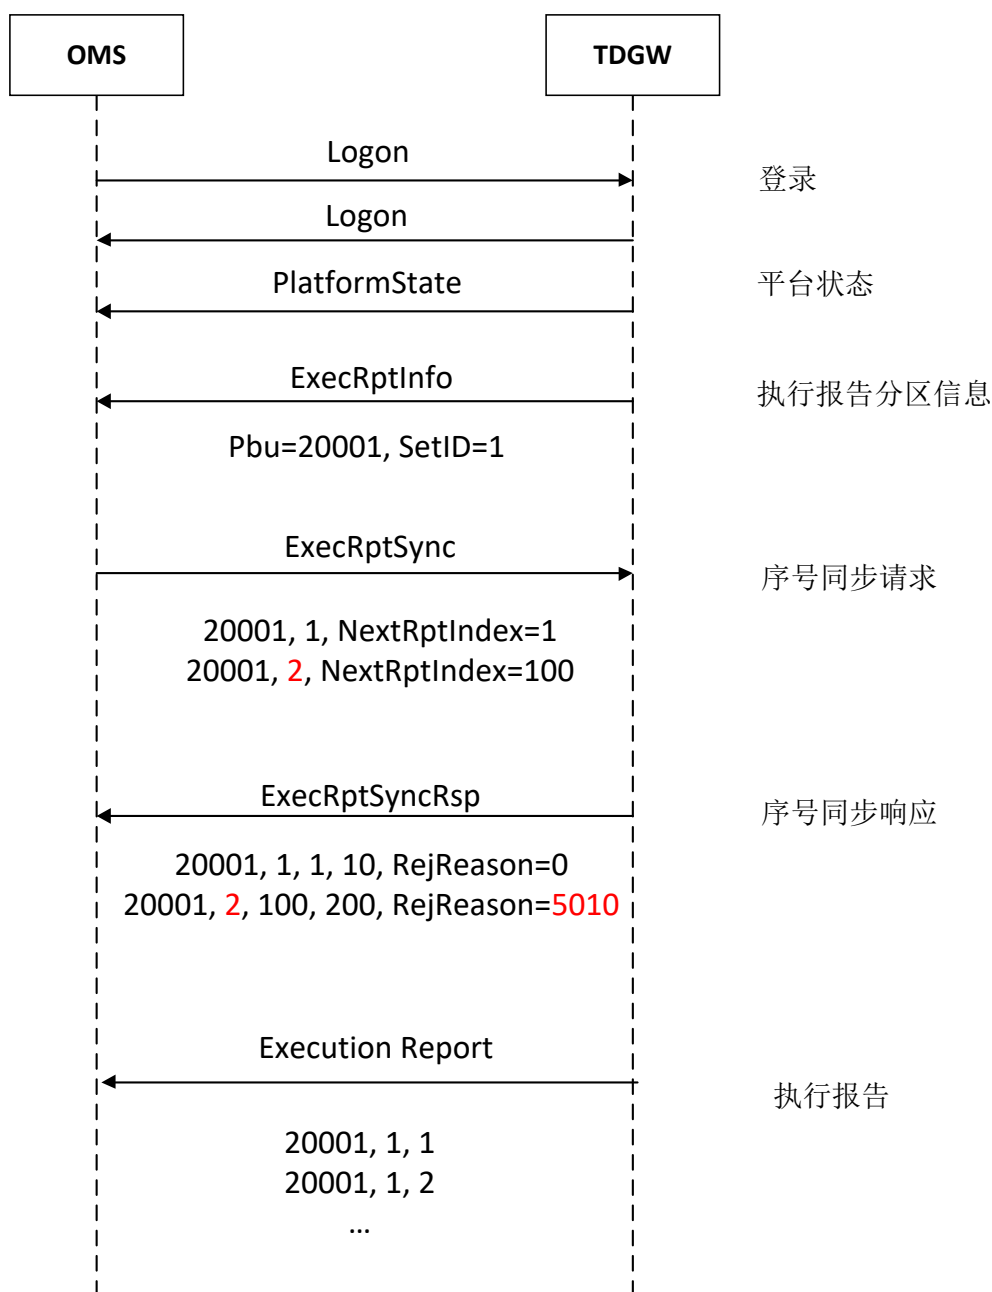 OMS
TDGW
Logon
登录
Logon
PlatformState
平台状态
ExecRptInfo
执行报告分区信息
Pbu=20001, SetID=1
ExecRptSync
序号同步请求
20001, 1, NextRptIndex=1
20001, 2, NextRptIndex=100
ExecRptSyncRsp
序号同步响应
20001, 1, 1, 10, RejReason=0
20001, 2, 100, 200, RejReason=5010
Execution Report
执行报告
20001, 1, 1
20001, 1, 2
...